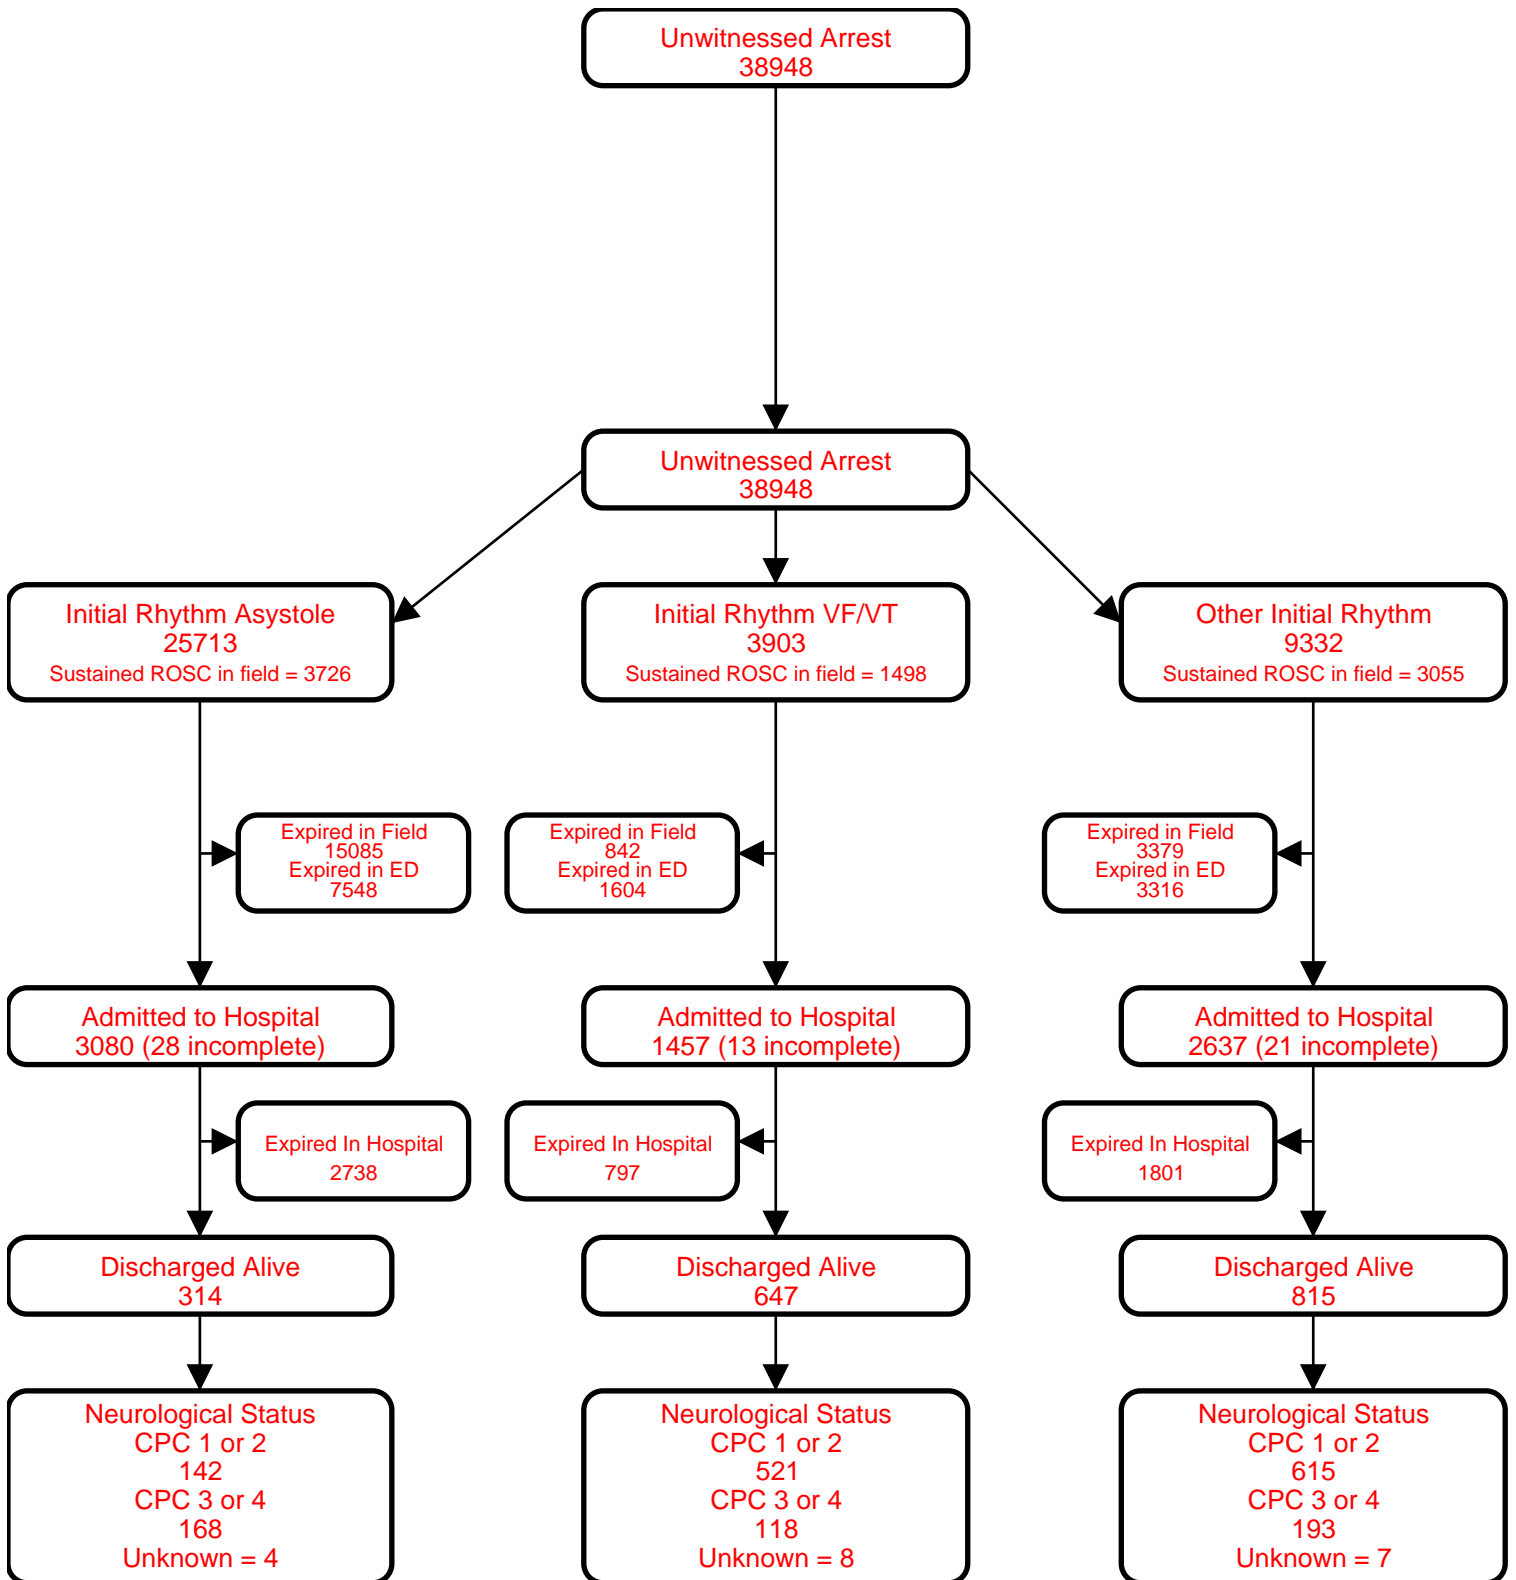 Unwitnessed Arrest
38948
Unwitnessed Arrest
38948
Initial Rhythm Asystole
25713
Sustained ROSC in field = 3726
Initial Rhythm VF/VT
3903
Sustained ROSC in field = 1498
Other Initial Rhythm
9332
Sustained ROSC in field = 3055
Expired in Field
15085
Expired in ED
7548
Expired in Field
842
Expired in ED
1604
Expired in Field
3379
Expired in ED
3316
Admitted to Hospital
3080 (28 incomplete)
Admitted to Hospital
1457 (13 incomplete)
Admitted to Hospital
2637 (21 incomplete)
Expired In Hospital
2738
Expired In Hospital
797
Expired In Hospital
1801
Discharged Alive
314
Discharged Alive
647
Discharged Alive
815
Neurological Status
CPC 1 or 2
142
CPC 3 or 4
168
Unknown = 4
Neurological Status
CPC 1 or 2
521
CPC 3 or 4
118
Unknown = 8
Neurological Status
CPC 1 or 2
615
CPC 3 or 4
193
Unknown = 7